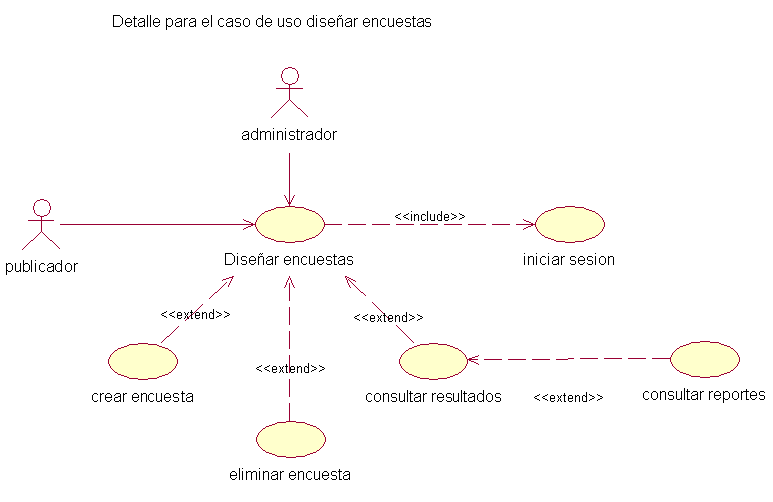 Detalle para el caso de uso diseñar encuestas
administrador
<<include>>
publicador
Diseñar encuestas
iniciar sesion
<<extend>>
<<extend>>
<<extend>>
crear encuesta
consultar resultados
<<extend>>
consultar reportes
eliminar encuesta